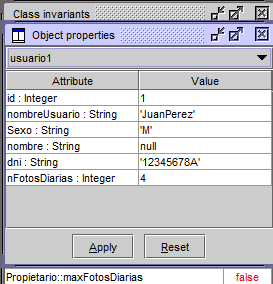 Class invariants
Object properties
usuario1
Attribute Value
id : Integer 1
nombreUsuario : String 'JuanPerez'
Sexo : String 'M'
nombre : String null
dni : String '12345678A'
nFotosDiarias : Integer 4
Apply Reset
Propietario::maxFotosDiarias false